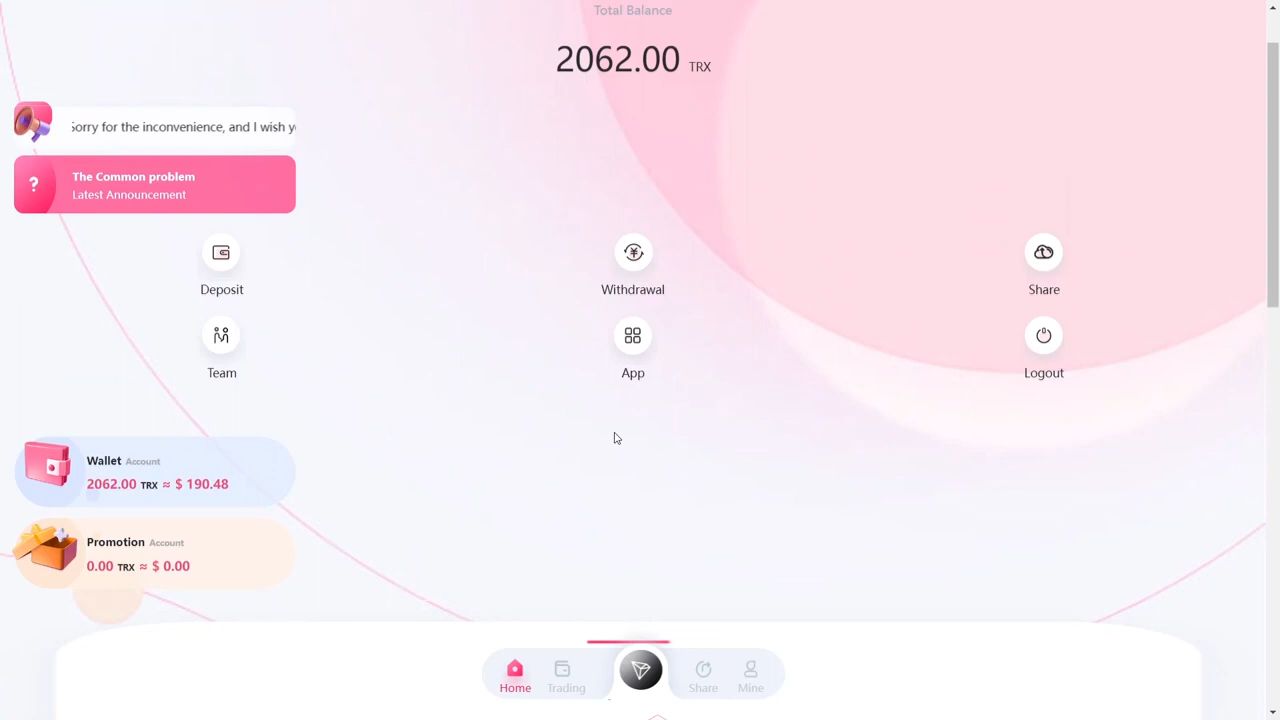 Total Balance
2062.00 TRX
Sorry for the inconvenience, and I wish
?
The Common problem
Latest Announcement
Deposit
Withdrawal
Share
Team
App
Logout
Wallet Account
2062.00 TRX ≈ $ 190.48
Promotion Account
0.00 TRX ≈ $ 0.00
Home
Trading
Share
Mine